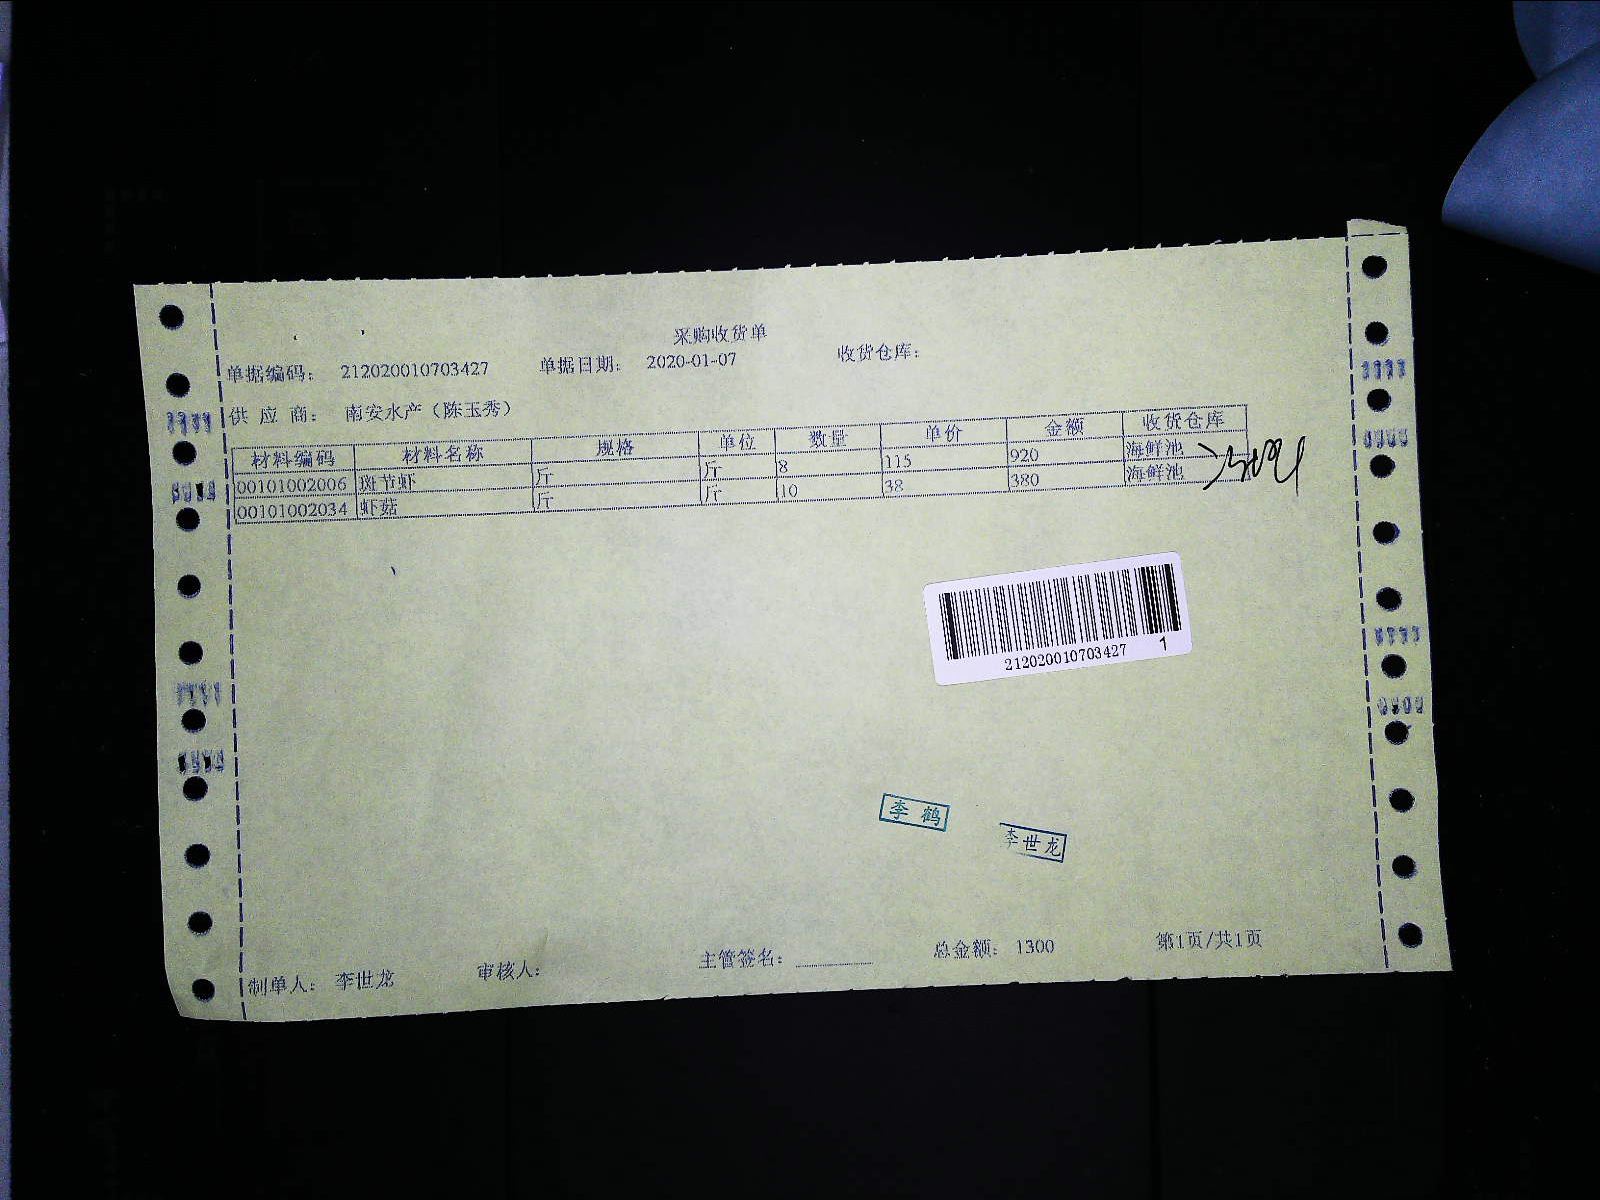 采购收货单
单据编码： 212020010703427 单据日期： 2020-01-07 收货仓库：
供 应 商： 南安水产（陈玉秀）
材料编码 材料名称 规格 单位 数量 单价 金额 收货仓库
00101002006 斑节虾 斤 斤 8 115 920 海鲜池
00101002034 虾菇 斤 斤 10 38 380 海鲜池
212020010703427 1
李 鹤
李世龙
制单人： 李世龙 审核人： 主管签名： 总金额： 1300 第1页/共1页